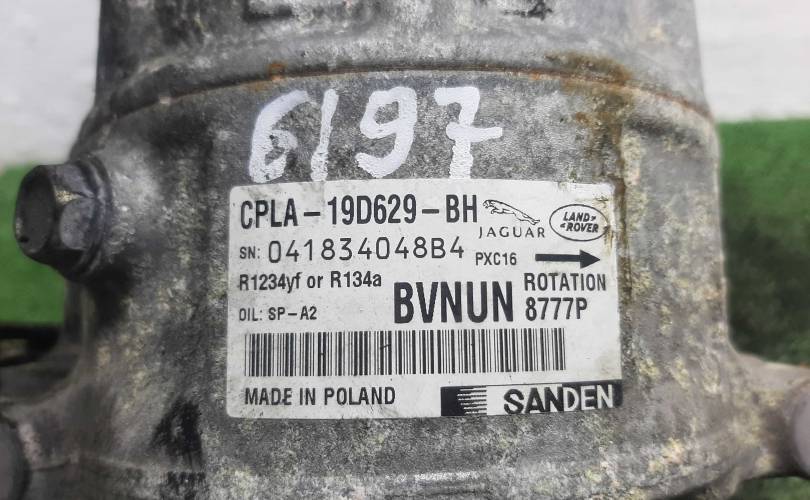 6197
CPLA-19D629-BH JAGUAR LAND ROVER
SN: 041834048B4 PXC16
R1234yf or R134a ROTATION
OIL: SP-A2 BVNUN 8777P
MADE IN POLAND SANDEN